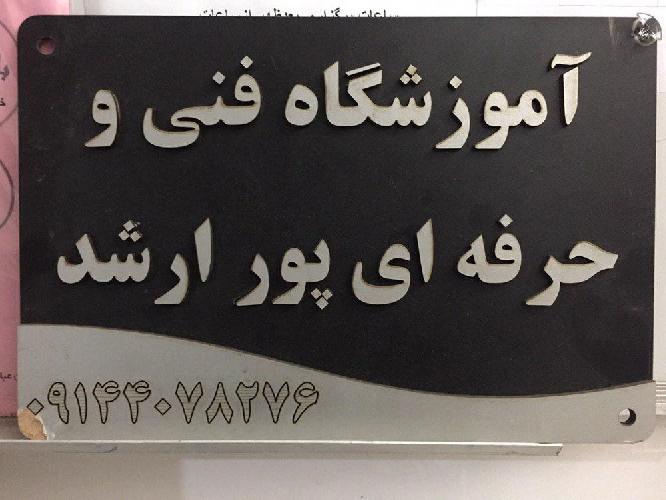 آموزشگاه فنی و
حرفه ای پور ارشد
۰۹۱۴۴۰۷۸۲۷۶